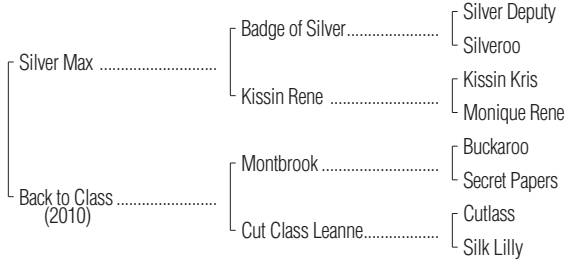 Silver Deputy
Badge of Silver....................
Silveroo
Silver Max ............................
Kissin Kris
Kissin Rene ..........................
Monique Rene
Buckaroo
Montbrook ............................
Secret Papers
Back to Class ........................
(2010)
Cutlass
Cut Class Leanne..................
Silk Lilly